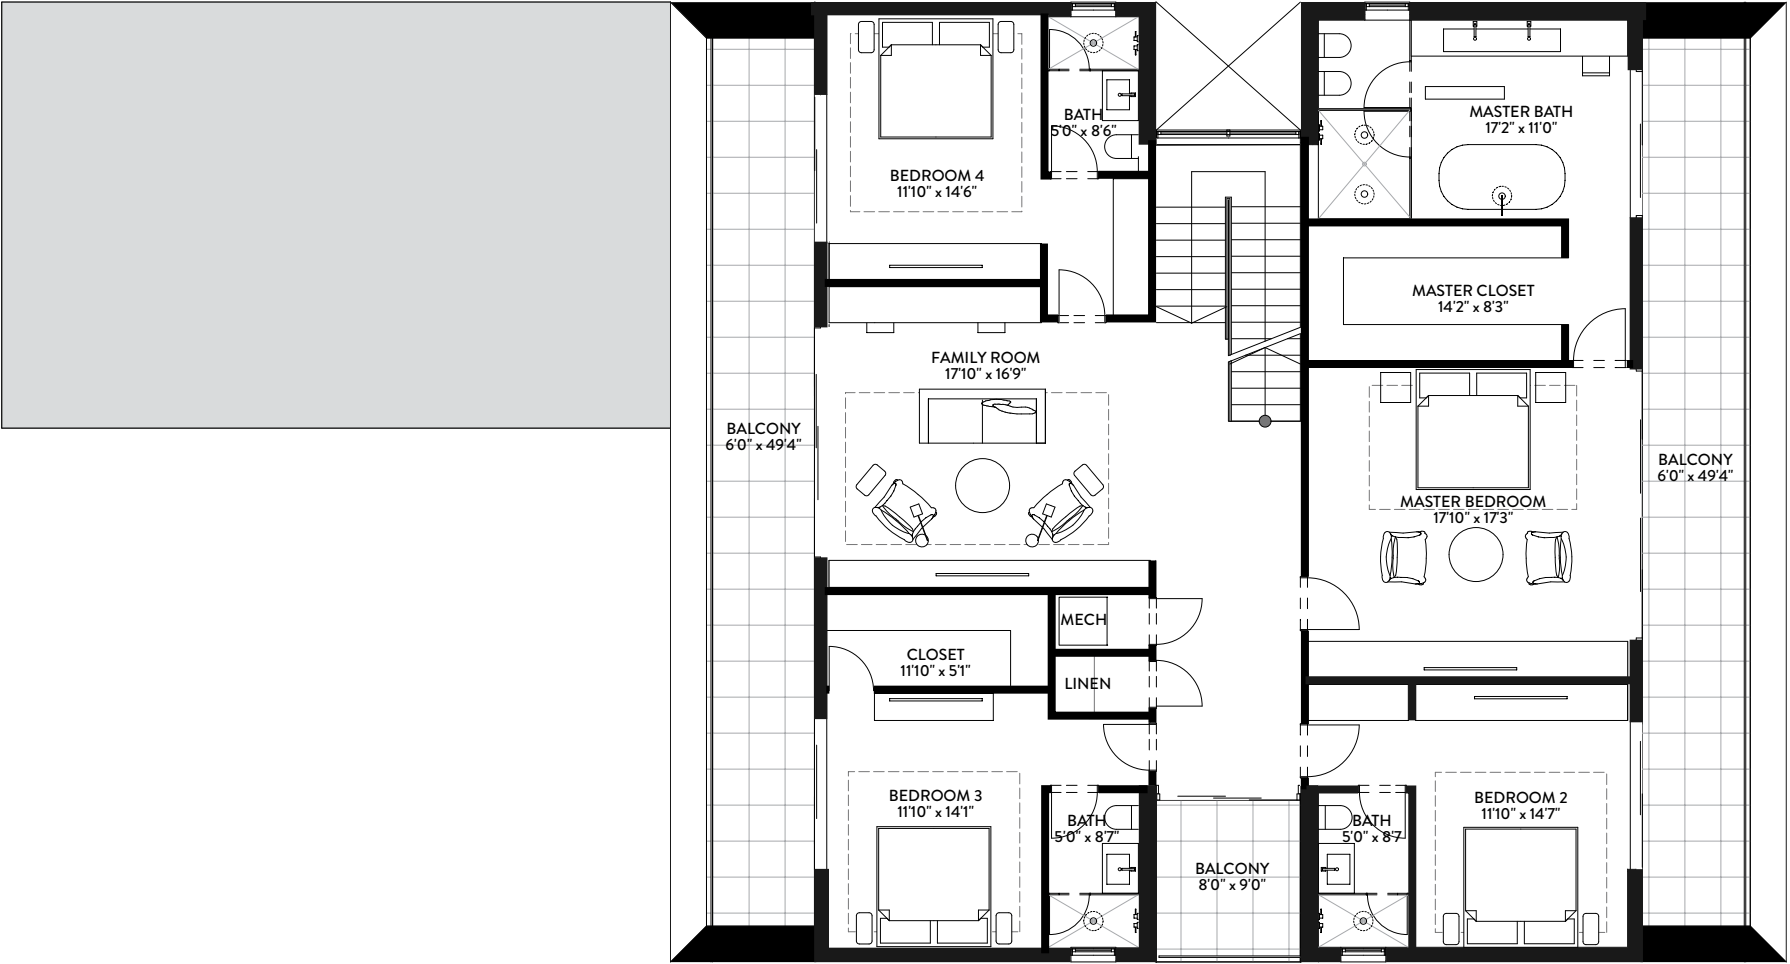 BEDROOM 4
11'10" x 14'6"
BATH
5'0" x 8'6"
MASTER BATH
17'2" x 11'0"
MASTER CLOSET
14'2" x 8'3"
FAMILY ROOM
17'10" x 16'9"
BALCONY
6'0" x 49'4"
BALCONY
6'0" x 49'4"
MASTER BEDROOM
17'10" x 17'3"
MECH
CLOSET
11'10" x 5'1"
LINEN
BEDROOM 3
11'10" x 14'1"
BATH
5'0" x 8'7"
BALCONY
8'0" x 9'0"
BATH
5'0" x 8'7
BEDROOM 2
11'10" x 14'7"